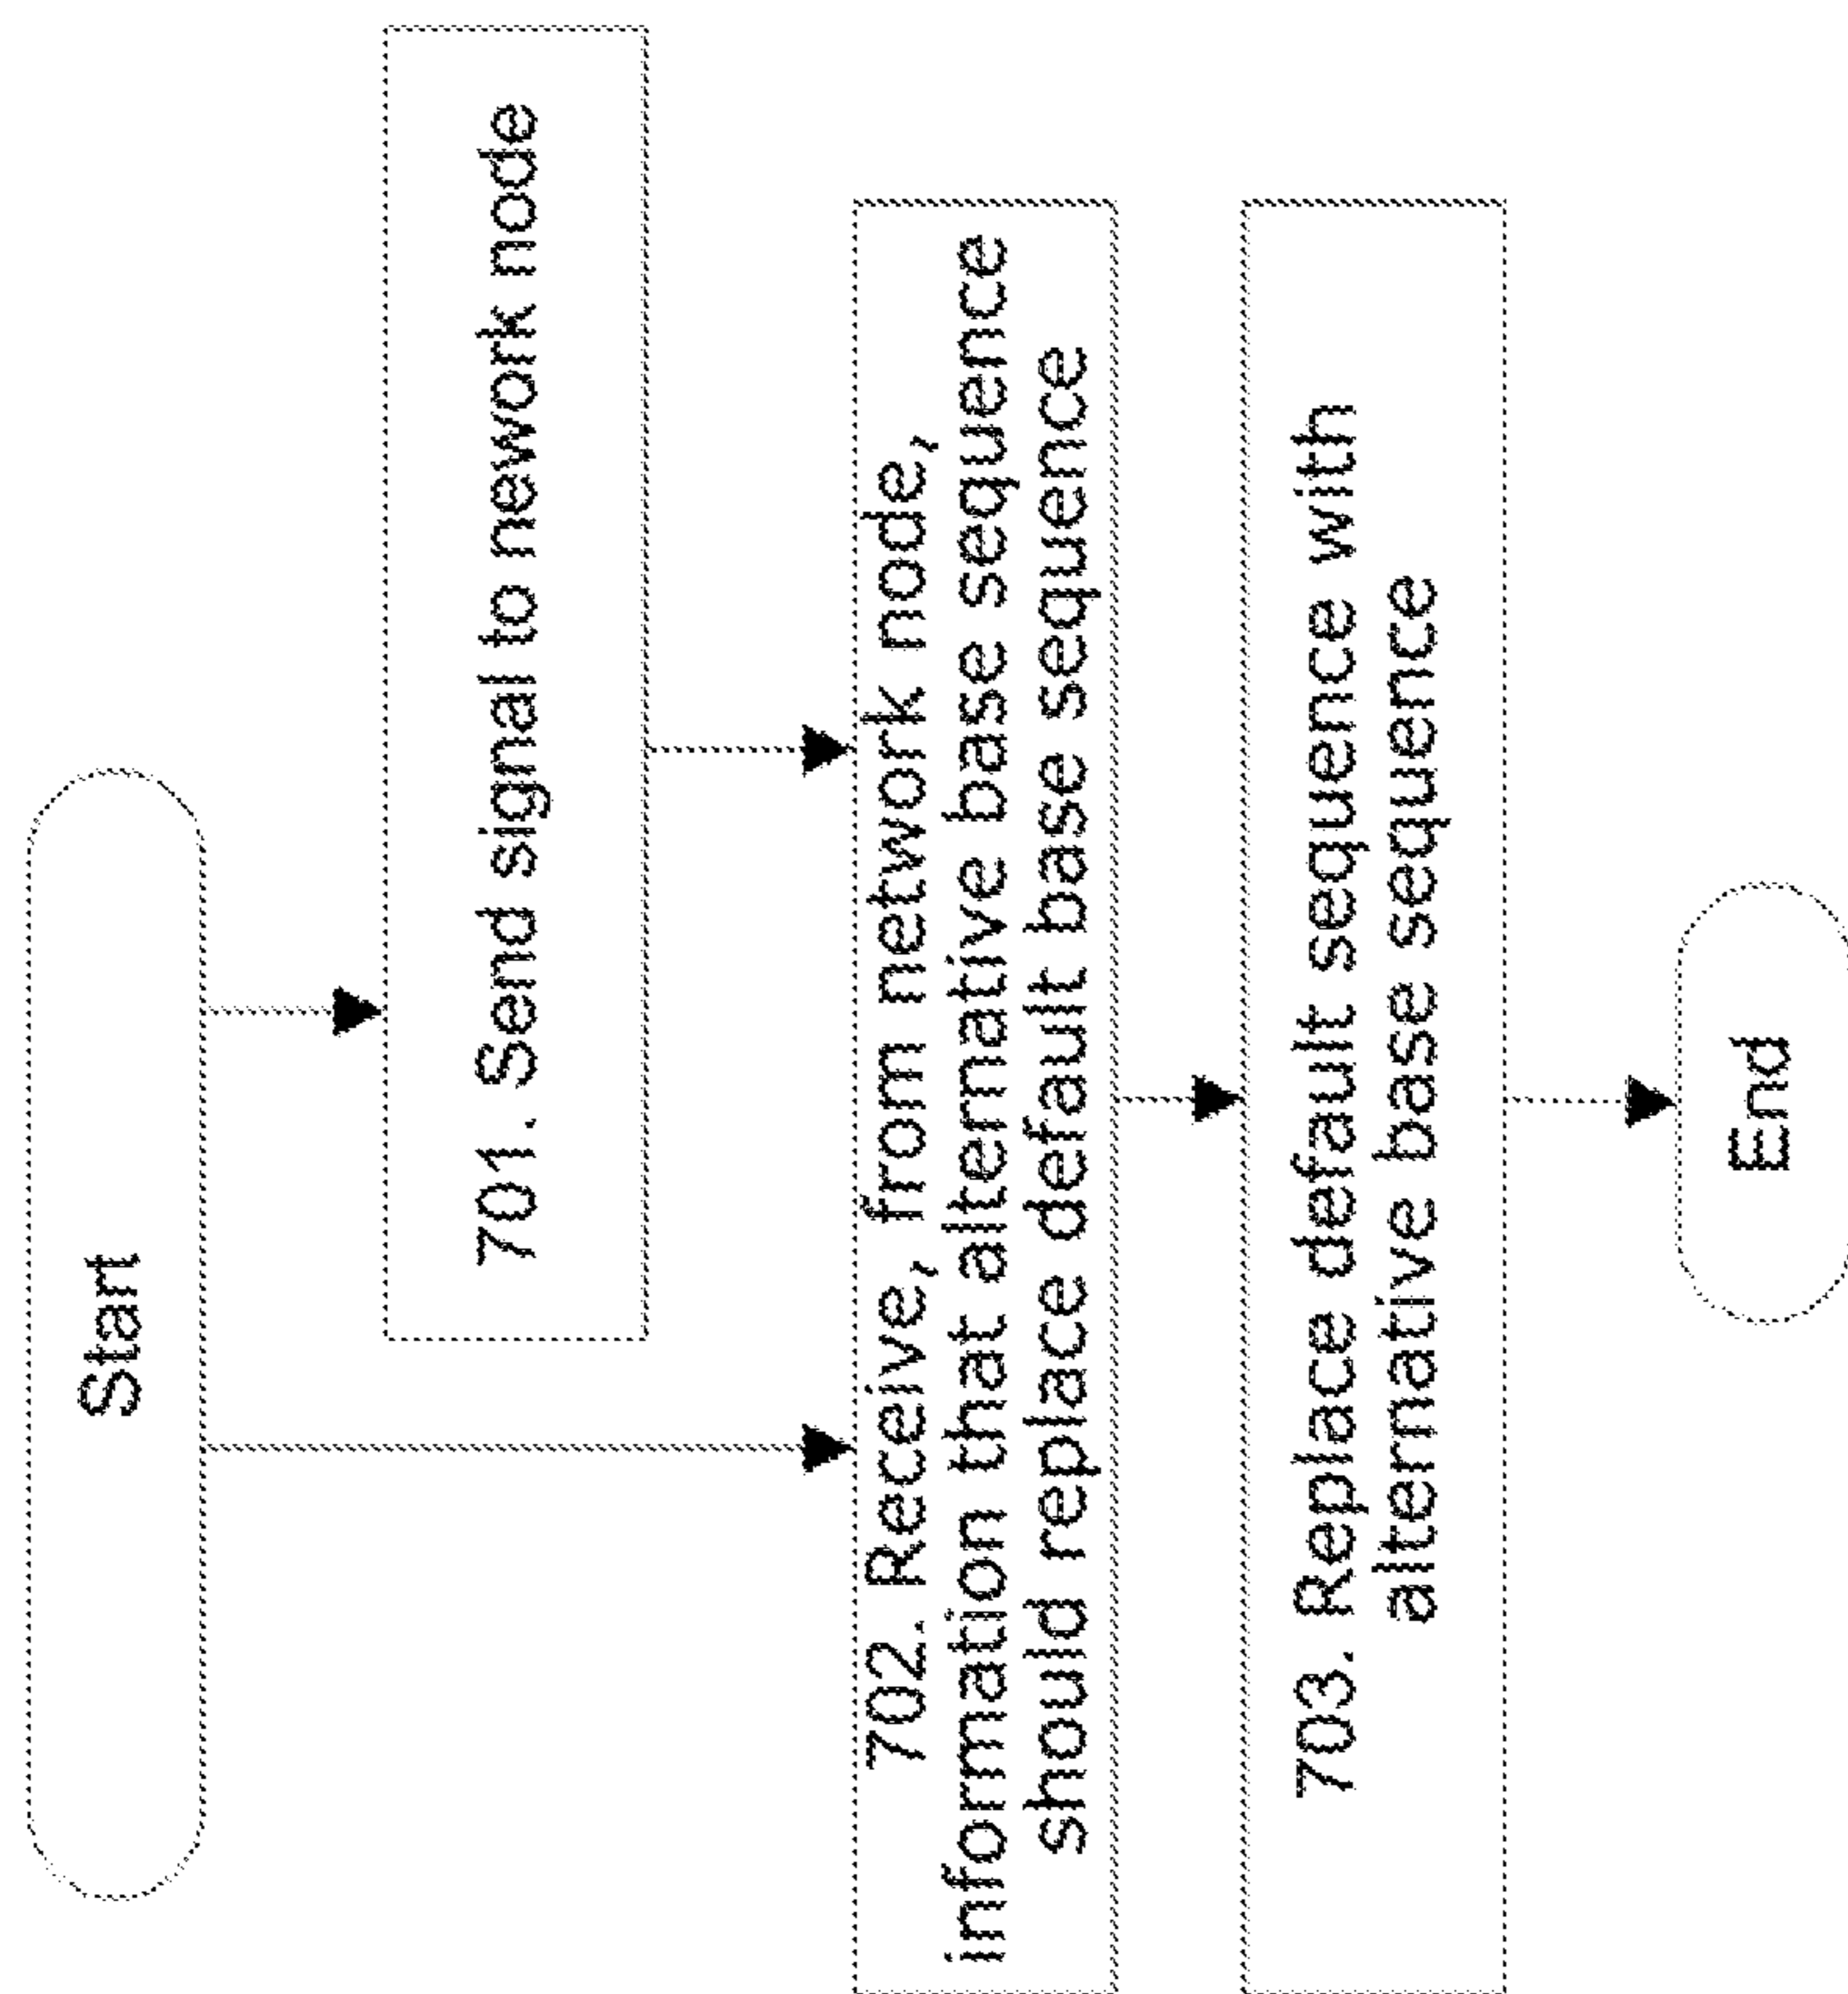 Start
701. Send signal to nework node
702. Receive, from network node,
information that alternative base sequence
should replace default base sequence
703. Replace default sequence with
alternative base sequence
End